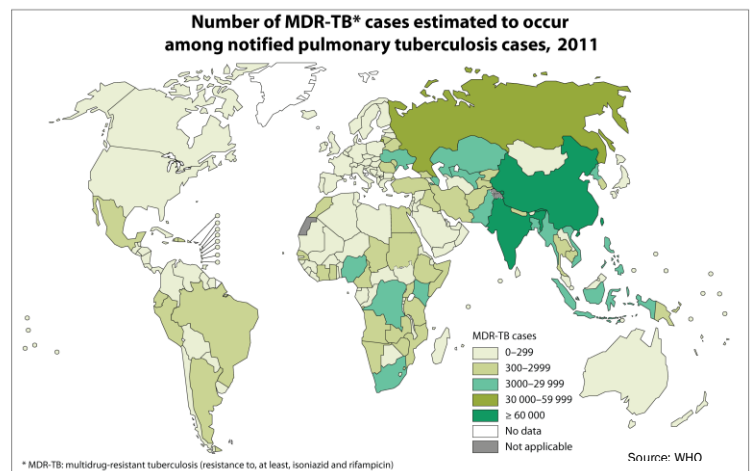 Number of MDR-TB* cases estimated to occur
among notified pulmonary tuberculosis cases, 2011
MDR-TB cases
0–299
300–2999
3000–29 999
30 000–59 999
≥ 60 000
No data
Not applicable
* MDR-TB: multidrug-resistant tuberculosis (resistance to, at least, isoniazid and rifampicin)
Source: WHO